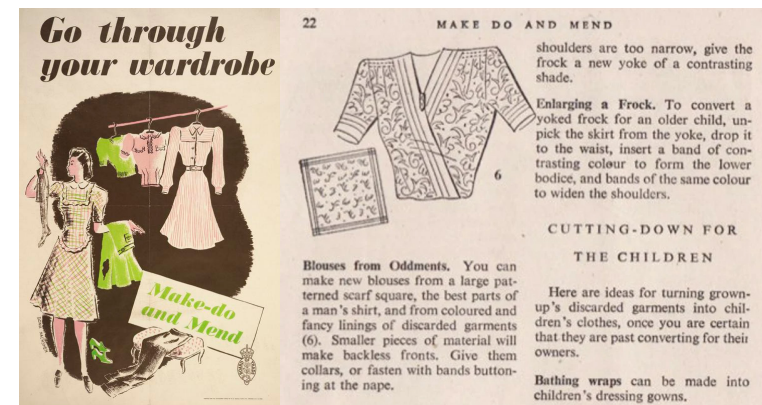 Go through
your wardrobe
Make-do
and Mend
22
MAKE DO AND MEND
6
Blouses from Oddments. You can
make new blouses from a large pat-
terned scarf square, the best parts of
a man's shirt, and from coloured and
fancy linings of discarded garments
(6). Smaller pieces of material will
make backless fronts. Give them
collars, or fasten with bands button-
ing at the nape.
shoulders are too narrow, give the
frock a new yoke of a contrasting
shade.
Enlarging a Frock. To convert a
yoked frock for an older child, un-
pick the skirt from the yoke, drop it
to the waist, insert a band of con-
trasting colour to form the lower
bodice, and bands of the same colour
to widen the shoulders.
CUTTING-DOWN FOR
THE CHILDREN
Here are ideas for turning grown-
up's discarded garments into chil-
dren's clothes, once you are certain
that they are past converting for their
owners.
Bathing wraps can be made into
children's dressing gowns.